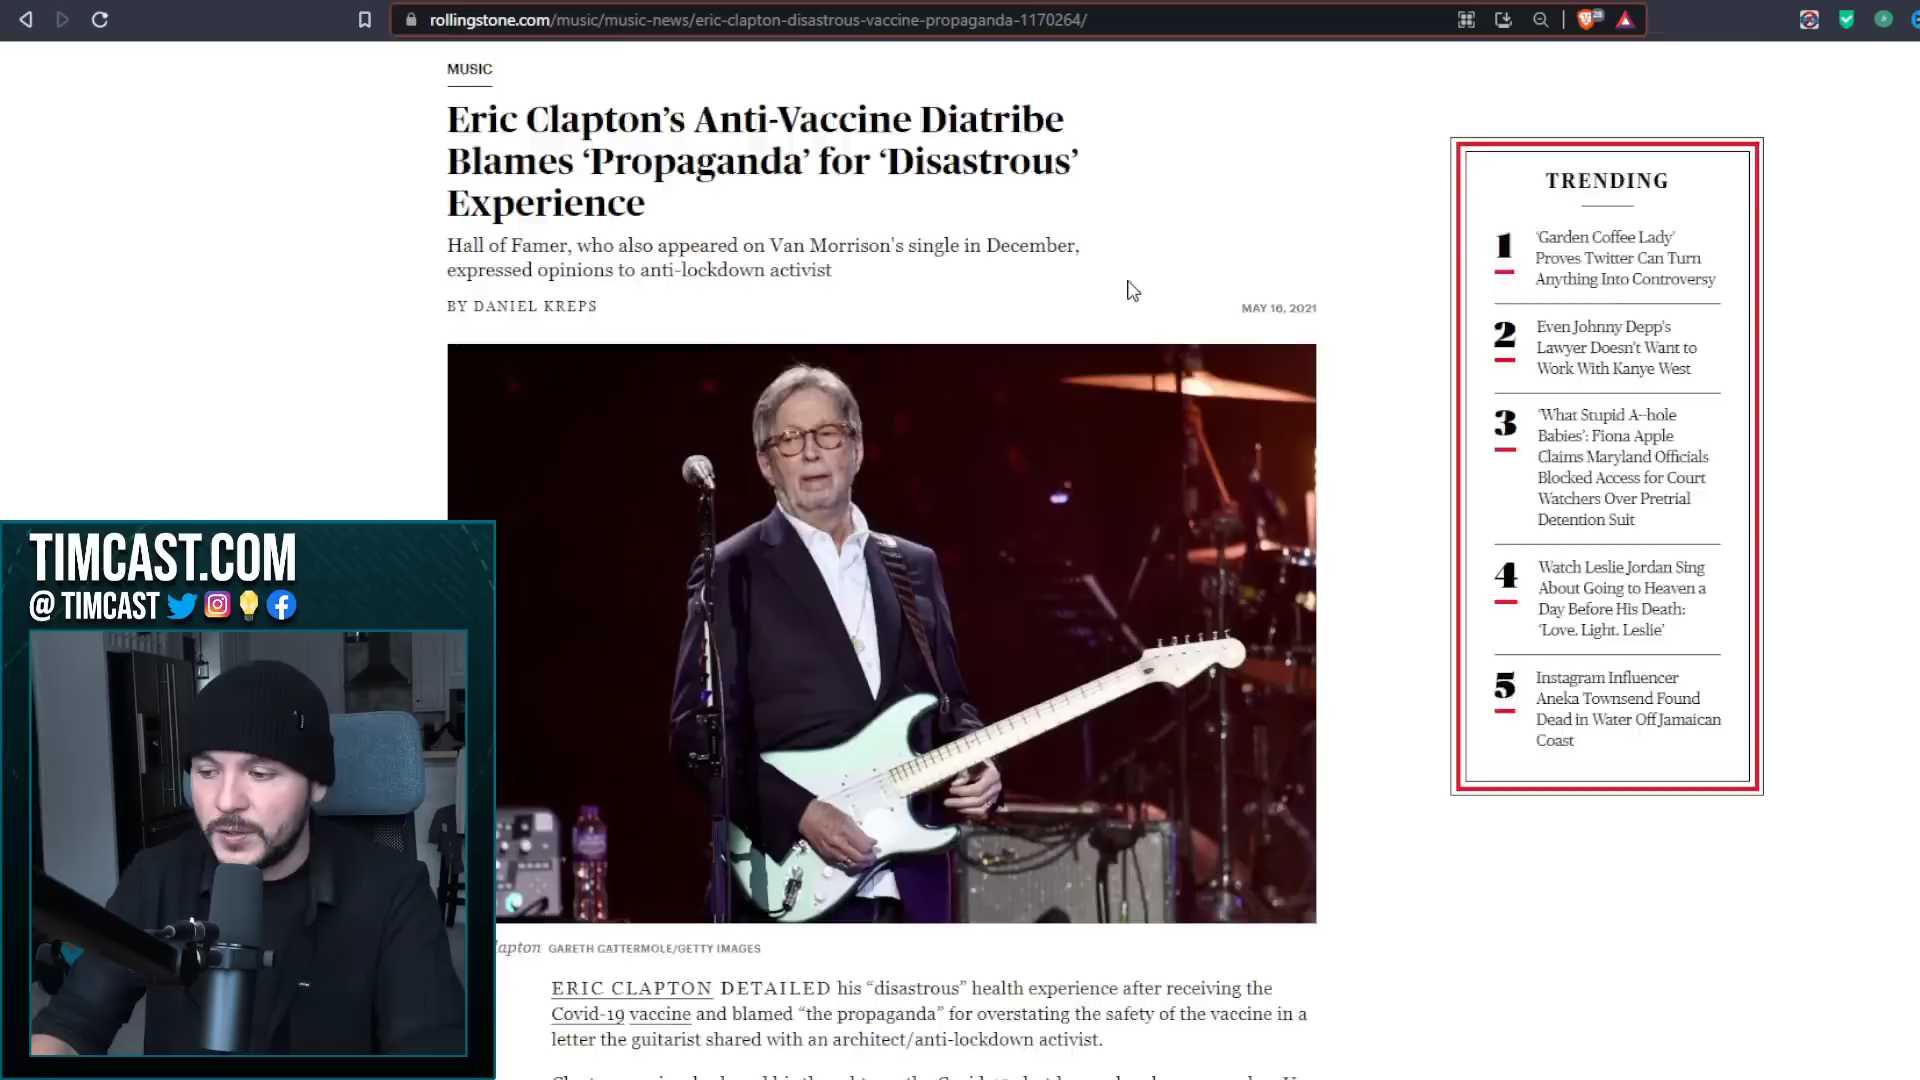 rollingstone.com/music/music-news/eric-clapton-disastrous-vaccine-propaganda-1170264/
28
MUSIC
Eric Clapton’s Anti-Vaccine Diatribe
Blames ‘Propaganda’ for ‘Disastrous’
Experience
Hall of Famer, who also appeared on Van Morrison's single in December,
expressed opinions to anti-lockdown activist
BY DANIEL KREPS
MAY 16, 2021
TRENDING
1
‘Garden Coffee Lady’
Proves Twitter Can Turn
Anything Into Controversy
2
Even Johnny Depp’s
Lawyer Doesn’t Want to
Work With Kanye West
3
‘What Stupid A--hole
Babies’: Fiona Apple
Claims Maryland Officials
Blocked Access for Court
Watchers Over Pretrial
Detention Suit
4
Watch Leslie Jordan Sing
About Going to Heaven a
Day Before His Death:
‘Love. Light. Leslie’
5
Instagram Influencer
Aneka Townsend Found
Dead in Water Off Jamaican
Coast
TIMCAST.COM
@TIMCAST
lapton GARETH CATTERMOLE/GETTY IMAGES
ERIC CLAPTON DETAILED his “disastrous” health experience after receiving the
Covid-19 vaccine and blamed “the propaganda” for overstating the safety of the vaccine in a
letter the guitarist shared with an architect/anti-lockdown activist.